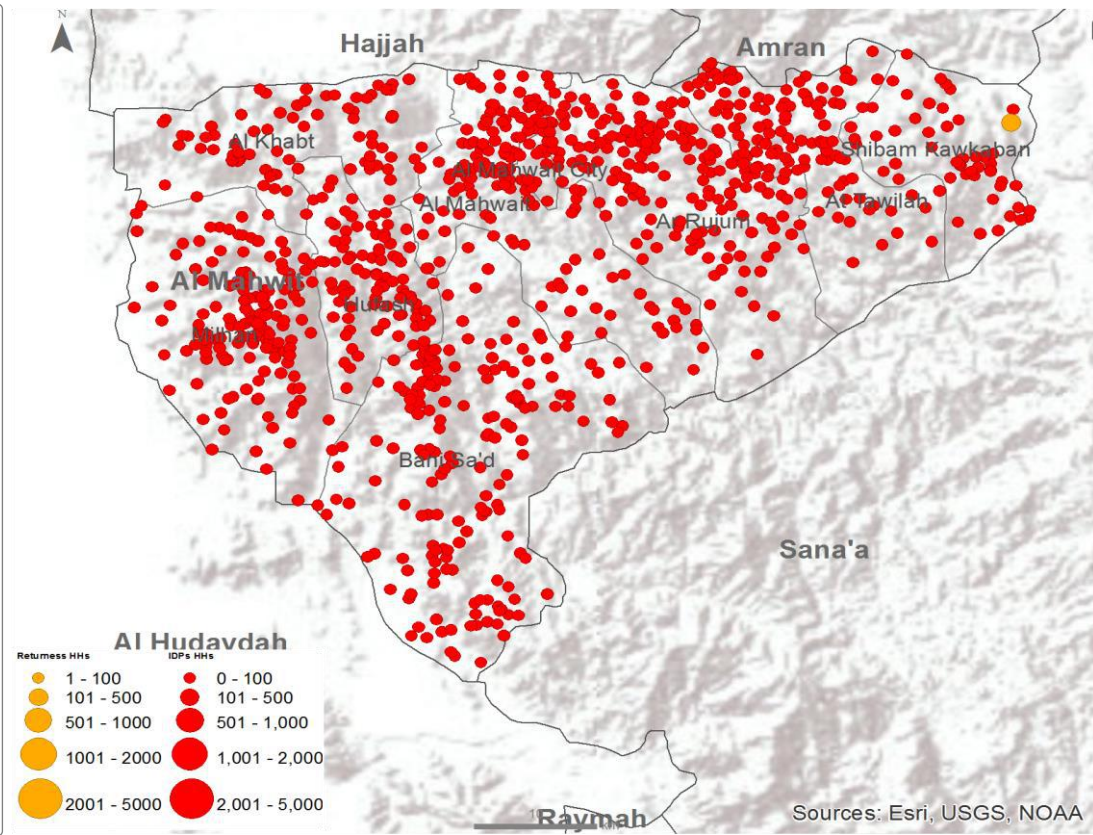 N
Hajjah
Amran
Al Khabt
Shibam Kawkaban
Al Mahwait City
Al Mahwait
At Tawilah
Ar Rujum
Al Mahwit
Hufash
Milhan
Bani Sa'd
Sana'a
Al Hudaydah
Returness HHs
IDPs HHs
1 - 100
0 - 100
101 - 500
101 - 500
501 - 1000
501 - 1,000
1001 - 2000
1,001 - 2,000
2001 - 5000
2,001 - 5,000
Raymah
Sources: Esri, USGS, NOAA